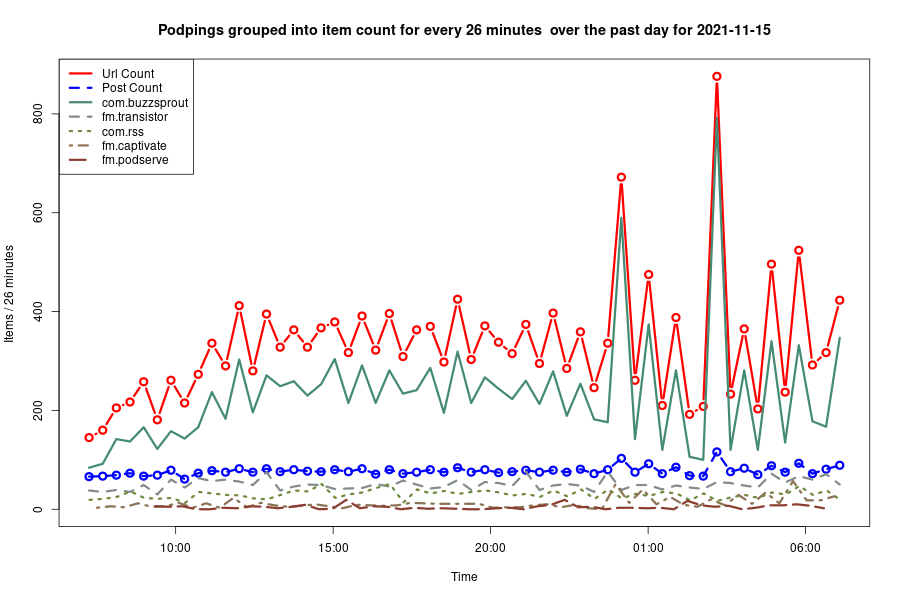 Podpings grouped into item count for every 26 minutes  over the past day for 2021-11-15
Url Count
Post Count
com.buzzsprout
fm.transistor
com.rss
fm.captivate
fm.podserve
Items / 26 minutes
800
600
400
200
0
10:00
15:00
20:00
01:00
06:00
Time